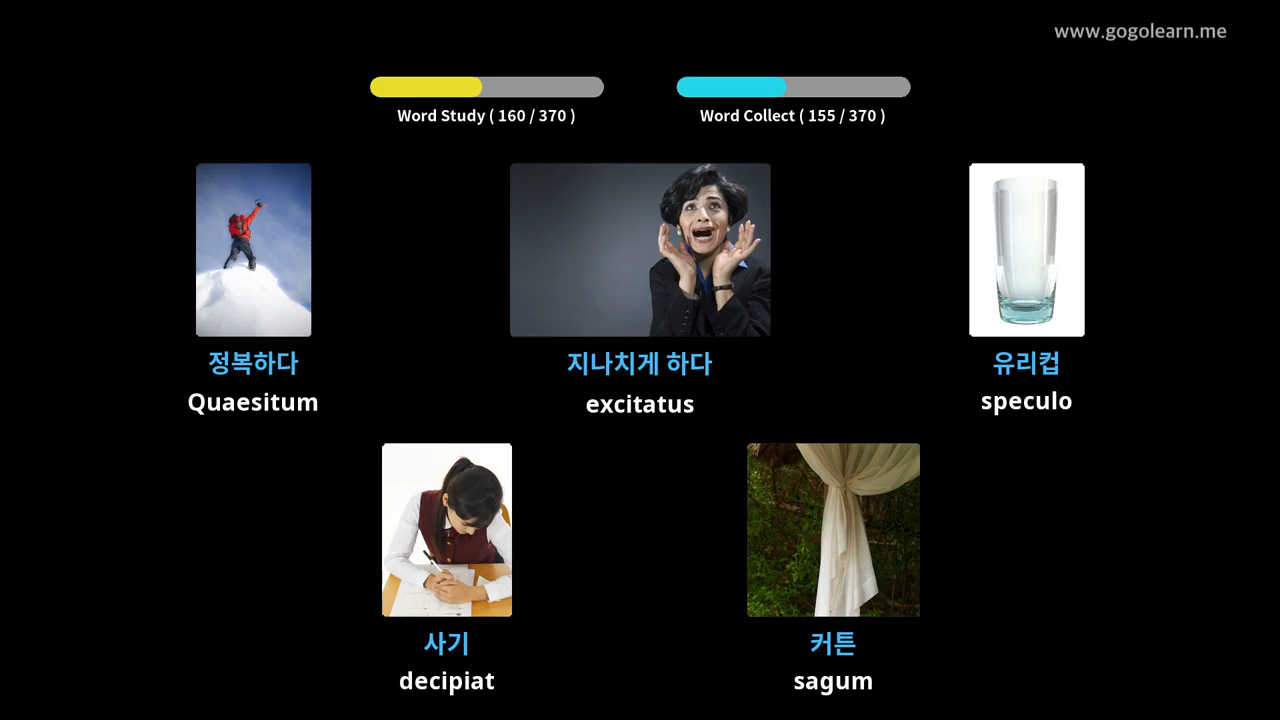 www.gogolearn.me
Word Study ( 160 / 370 )
Word Collect ( 155 / 370 )
정복하다
Quaesitum
지나치게 하다
excitatus
유리컵
speculo
사기
decipiat
커튼
sagum